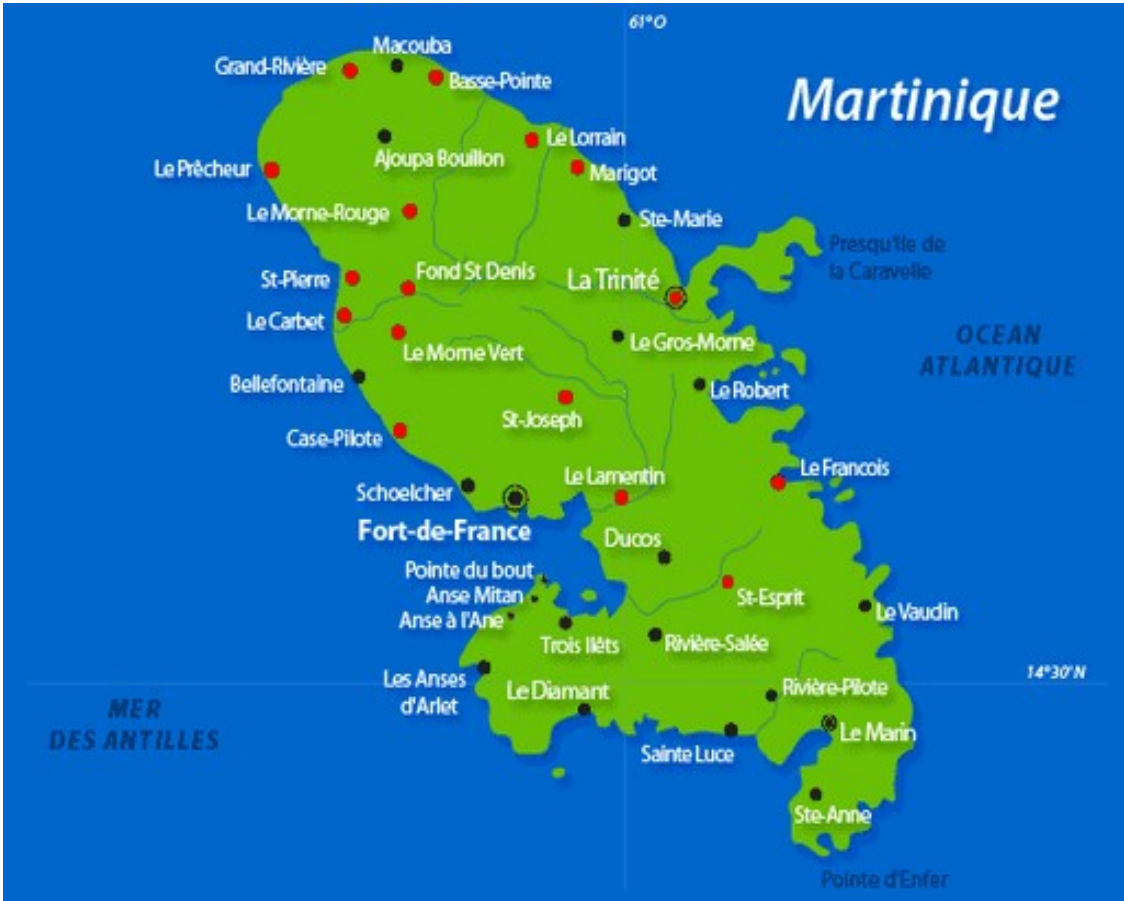 61°O
Macouba
Grand-Rivière
Basse-Pointe
Martinique
Le Lorrain
Ajoupa Bouillon
Le Prêcheur
Marigot
Le Morne-Rouge
Ste-Marie
Presqu'île de
la Caravelle
St-Pierre
Fond St Denis
La Trinité
Le Carbet
Le Morne Vert
Le Gros-Morne
OCEAN
ATLANTIQUE
Bellefontaine
Le Robert
St-Joseph
Case-Pilote
Le Lamentin
Le Francois
Schoelcher
Fort-de-France
Ducos
Pointe du bout
Anse Mitan
Anse à l'Ane
St-Esprit
Le Vaudin
Trois Ilêts
Rivière-Salée
14°30'N
Les Anses
d'Arlet
Le Diamant
Rivière-Pilote
MER
DES ANTILLES
Le Marin
Sainte Luce
Ste-Anne
Pointe d'Enfer